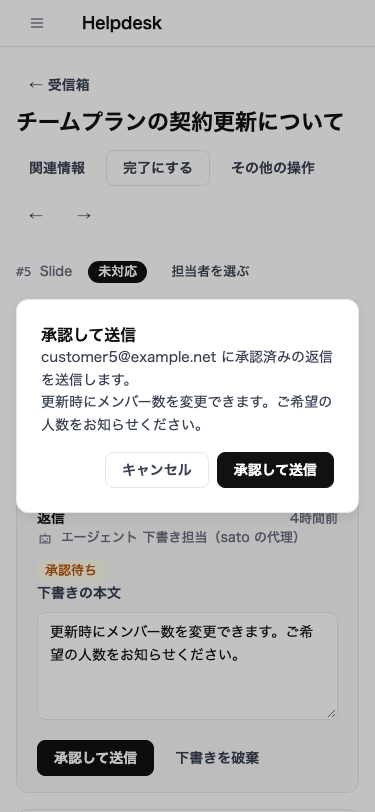 Helpdesk
← 受信箱
チームプランの契約更新について
関連情報 完了にする その他の操作
← →
#5 Slide 未対応 担当者を選ぶ
承認して送信
customer5@example.net に承認済みの返信
を送信します。
更新時にメンバー数を変更できます。ご希望の
人数をお知らせください。
キャンセル 承認して送信
返信 4時間前
エージェント 下書き担当（sato の代理）
承認待ち
下書きの本文
更新時にメンバー数を変更できます。ご希
望の人数をお知らせください。
承認して送信 下書きを破棄